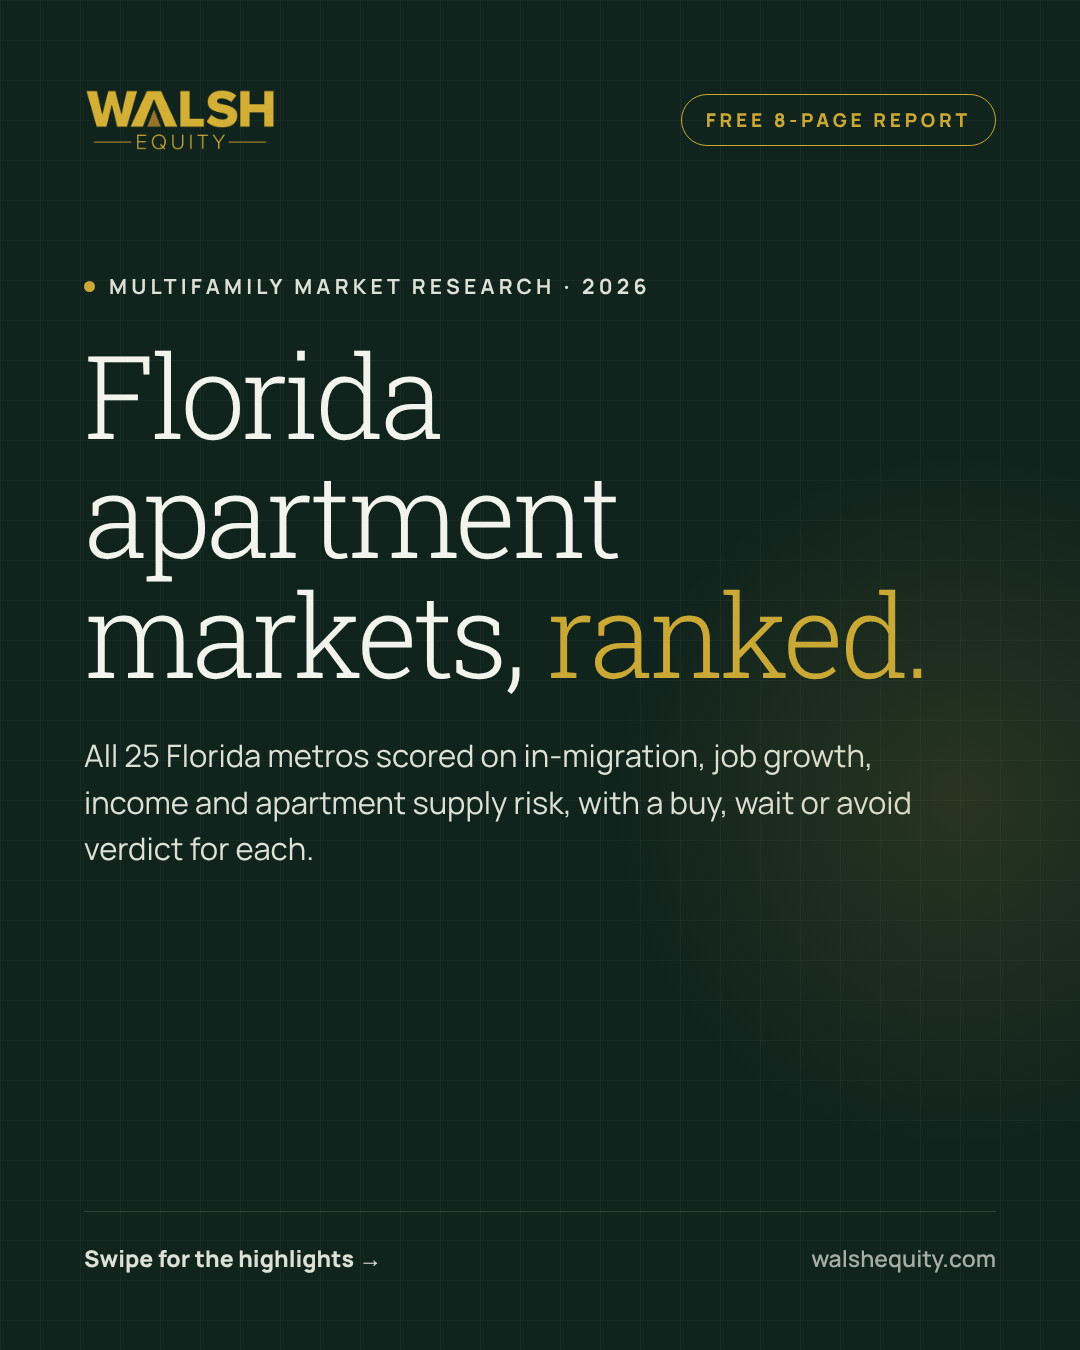 WALSH
EQUITY
FREE 8-PAGE REPORT
MULTIFAMILY MARKET RESEARCH · 2026
Florida
apartment
markets, ranked.
All 25 Florida metros scored on in-migration, job growth,
income and apartment supply risk, with a buy, wait or avoid
verdict for each.
Swipe for the highlights →
walshequity.com